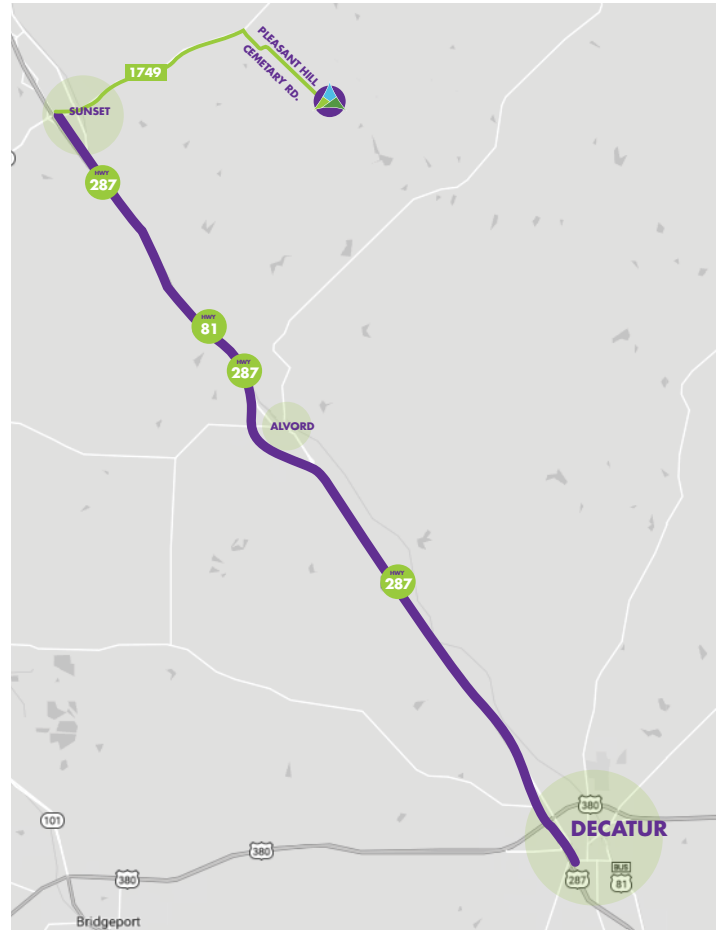 PLEASANT HILL
CEMETARY RD.
1749
SUNSET
HWY
287
HWY
81
HWY
287
ALVORD
HWY
287
380
DECATUR
101
380
380
287
BUS
81
Bridgeport